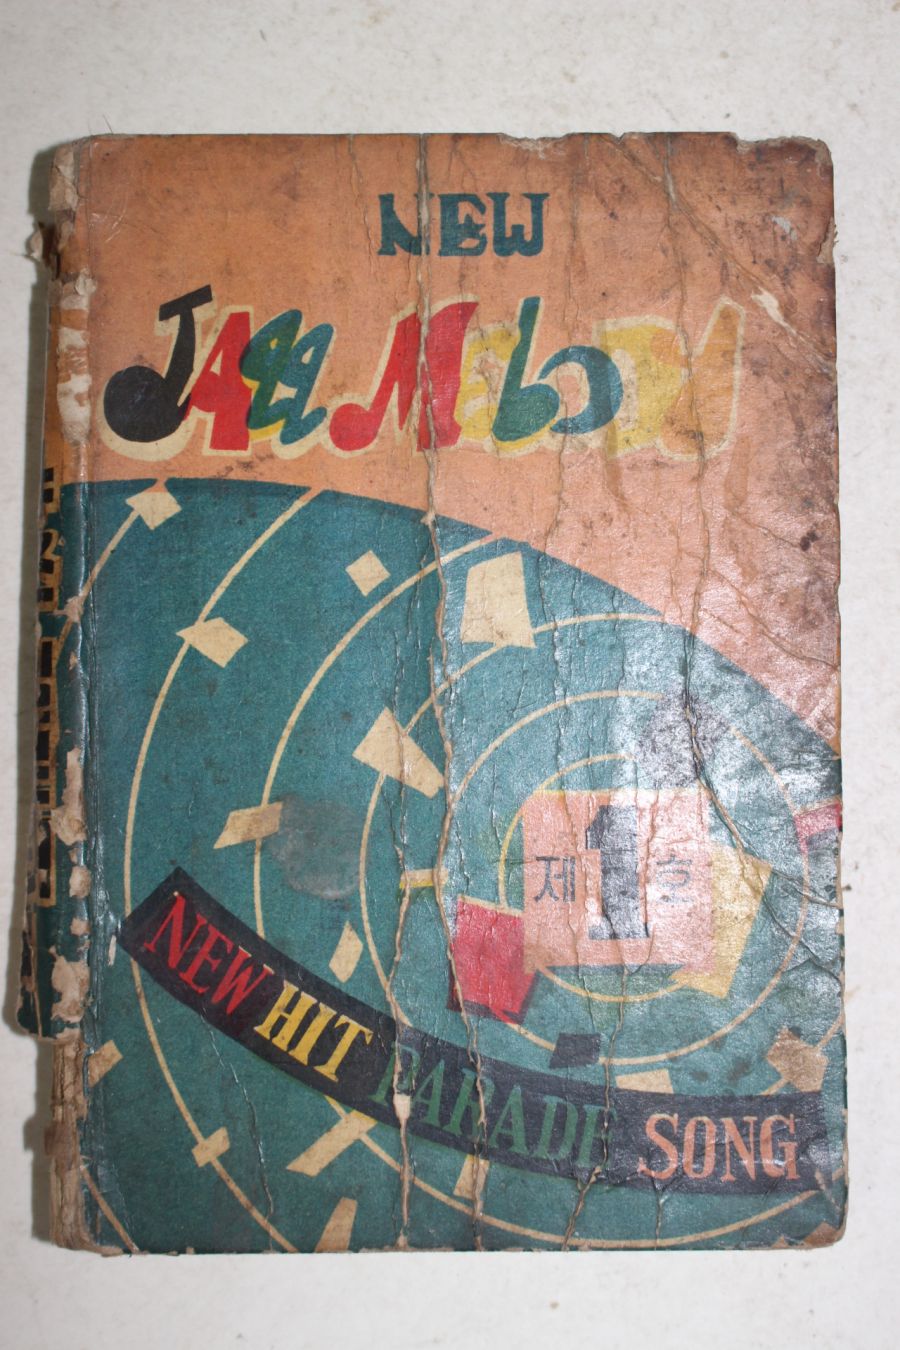 NEW
JAZZ MELODY
제1호
NEW HIT PARADE SONG